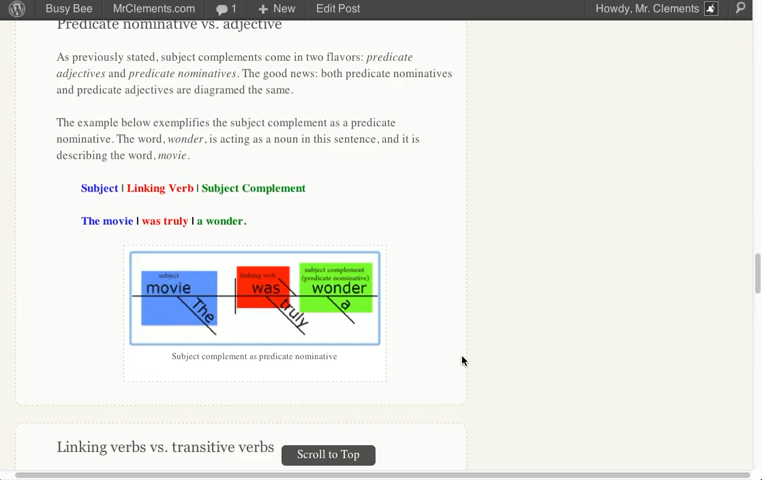 Busy Bee MrClements.com 1 New Edit Post Howdy, Mr. Clements
Predicate nominative vs. adjective
As previously stated, subject complements come in two flavors: predicate
adjectives and predicate nominatives. The good news: both predicate nominatives
and predicate adjectives are diagramed the same.
The example below exemplifies the subject complement as a predicate
nominative. The word, wonder, is acting as a noun in this sentence, and it is
describing the word, movie.
Subject | Linking Verb | Subject Complement
The movie | was truly | a wonder.
subject linking verb subject complement
(predicate nominative)
movie was wonder
The truly a
Subject complement as predicate nominative
Linking verbs vs. transitive verbs
Scroll to Top